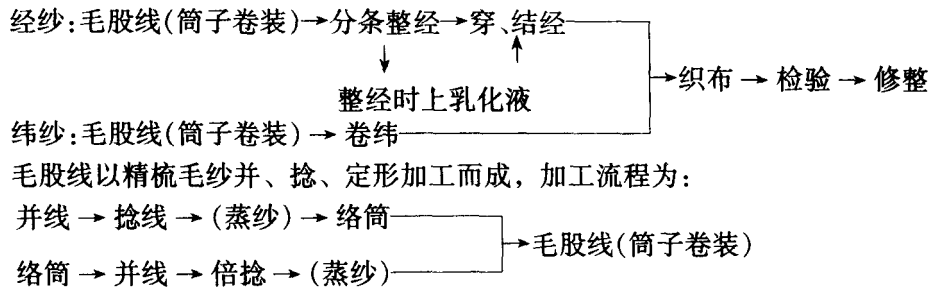 经纱:毛股线(筒子卷装)→分条整经→穿、结经
→织布→检验→修整
整经时上乳化液
纬纱:毛股线(筒子卷装)→卷纬
毛股线以精梳毛纱并、捻、定形加工而成，加工流程为:
并线→捻线→(蒸纱)→络筒
→毛股线(筒子卷装)
络筒→并线→倍捻→(蒸纱)